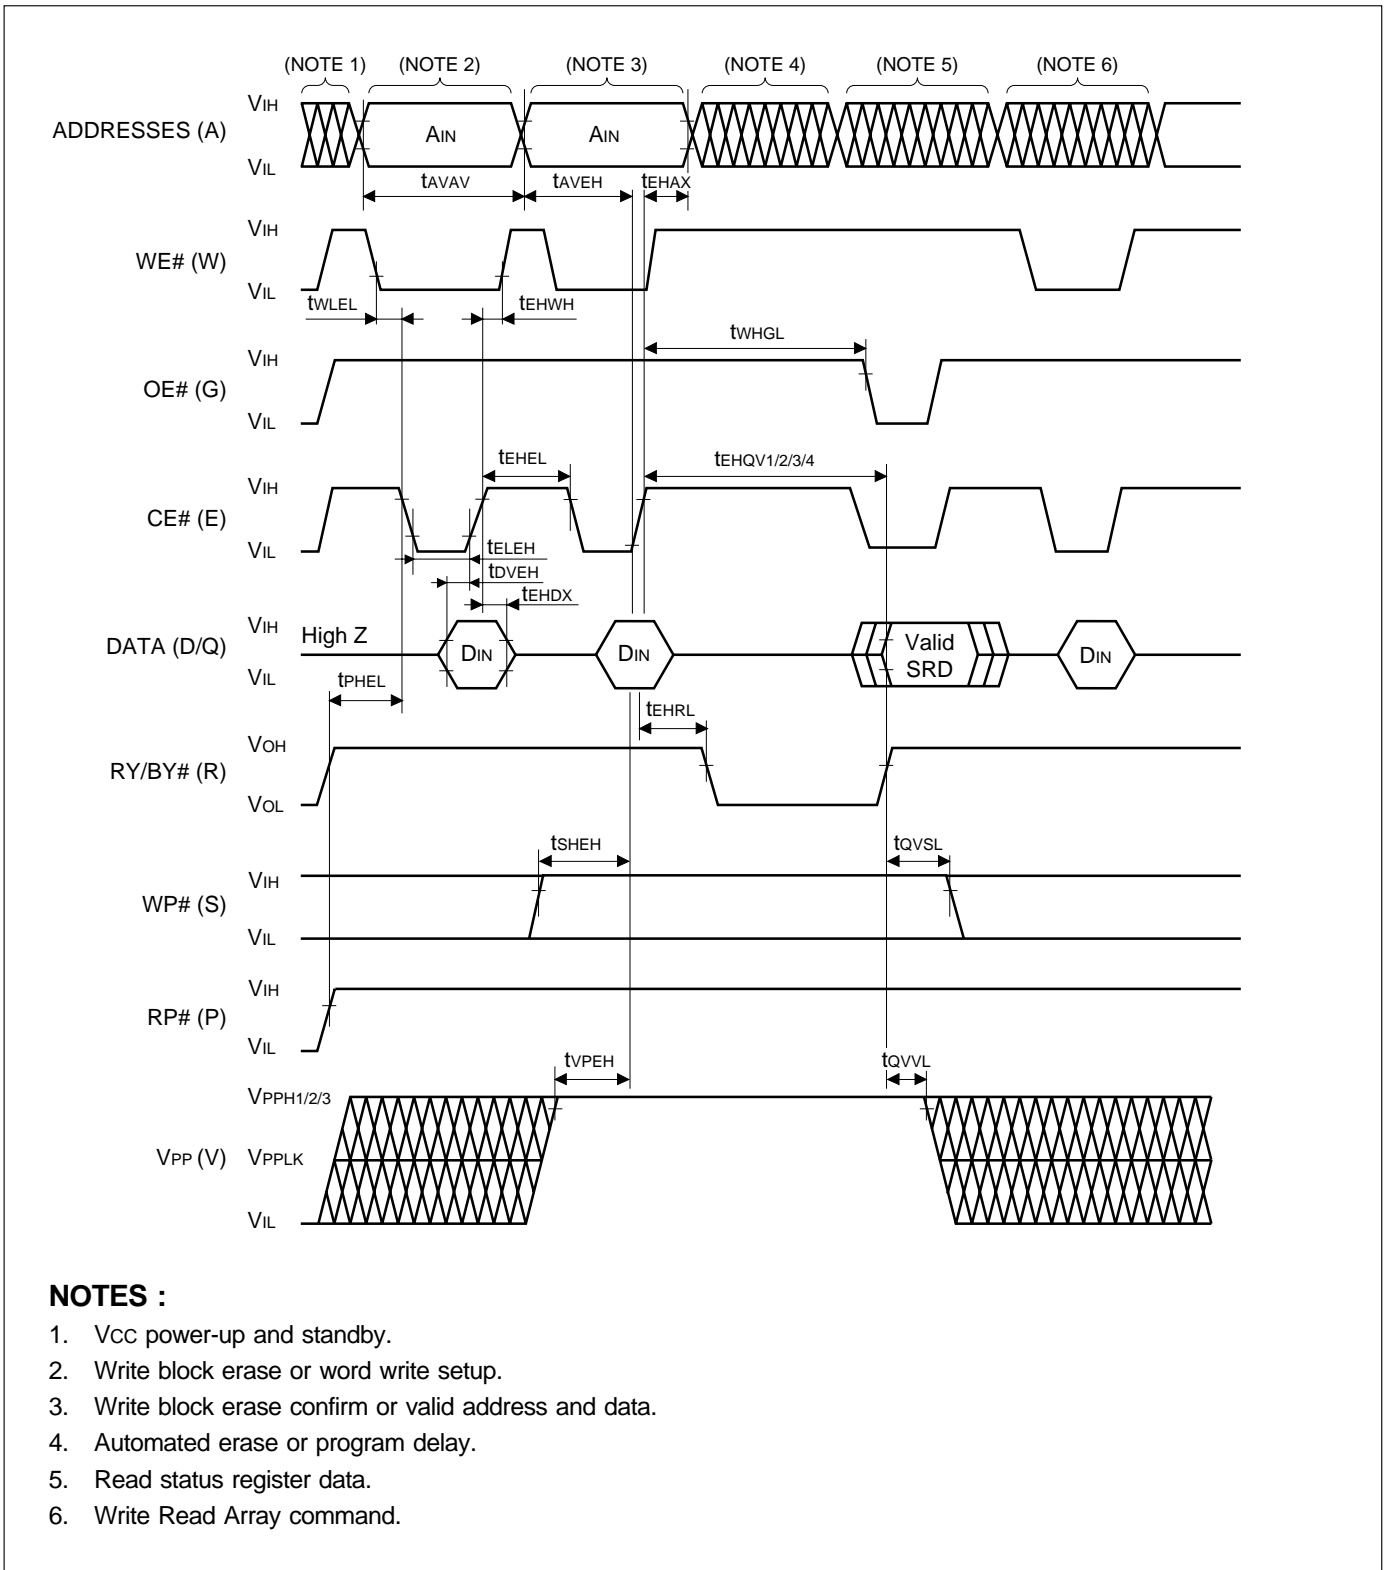 (NOTE 1) (NOTE 2) (NOTE 3) (NOTE 4) (NOTE 5) (NOTE 6)
VIH
ADDRESSES (A) AIN AIN
VIL
tAVAV tAVEH tEHAX
VIH
WE# (W)
VIL
tWLEL tEHWH
tWHGL
VIH
OE# (G)
VIL
tEHEL tEHQV1/2/3/4
VIH
CE# (E)
VIL
tELEH
tDVEH
tEHDX
VIH
High Z
DATA (D/Q) DIN DIN Valid SRD DIN
VIL
tPHEL
tEHRL
VOH
RY/BY# (R)
VOL
tSHEH tQVSL
VIH
WP# (S)
VIL
VIH
RP# (P)
VIL
tVPEH tQVVL
VPPH1/2/3
VPP (V) VPPLK
VIL
NOTES :
1. VCC power-up and standby.
2. Write block erase or word write setup.
3. Write block erase confirm or valid address and data.
4. Automated erase or program delay.
5. Read status register data.
6. Write Read Array command.